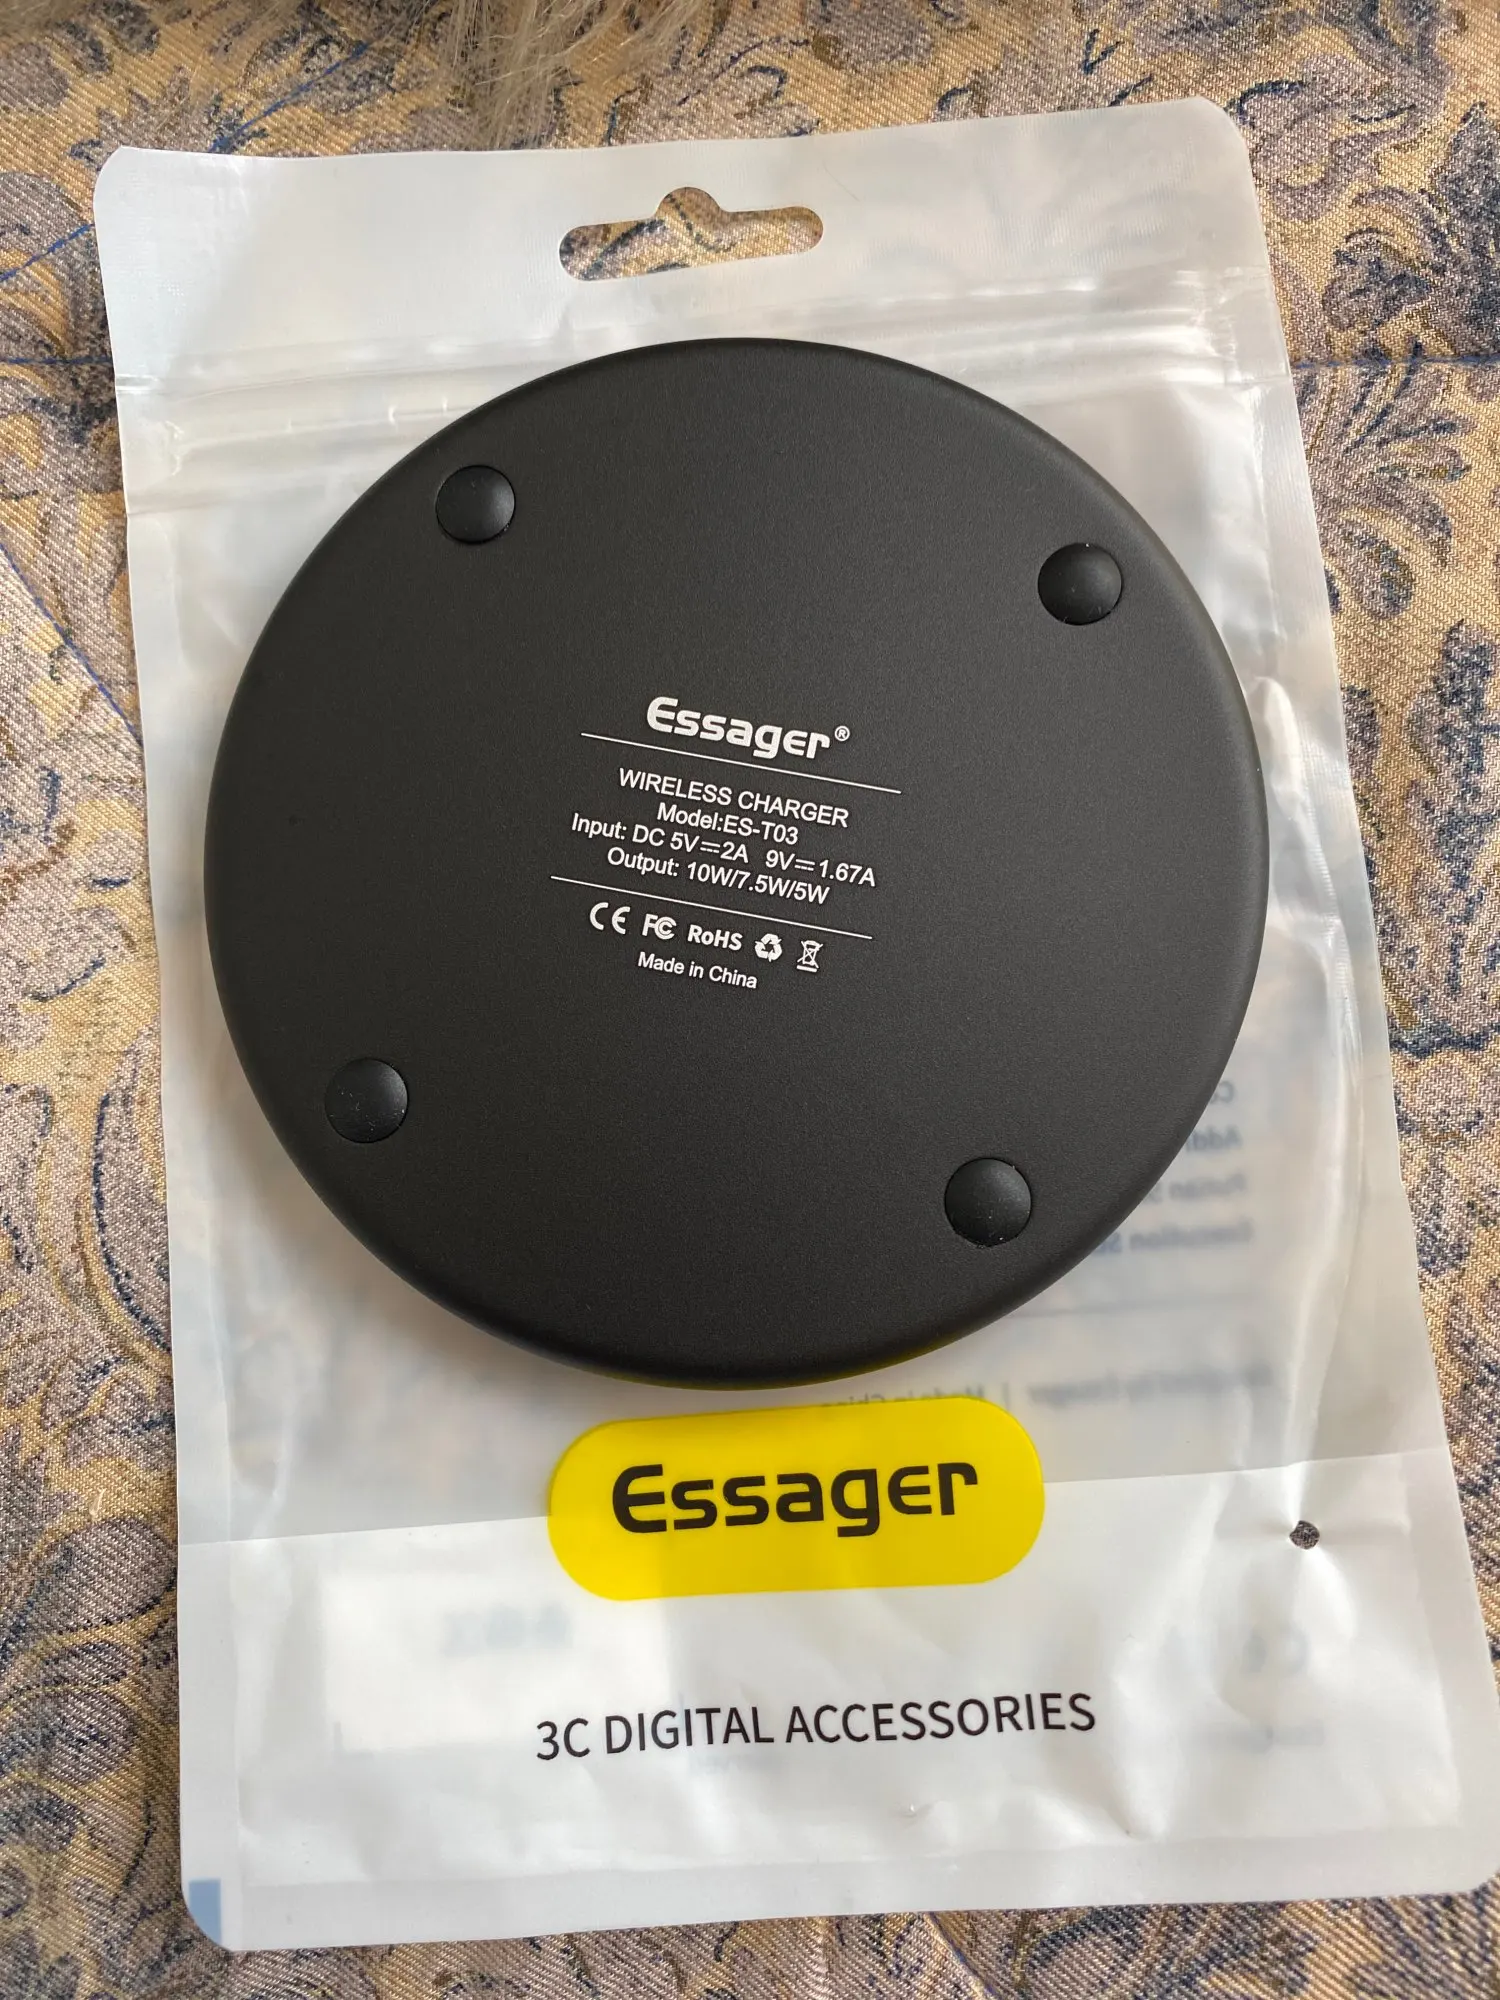 Essager®
WIRELESS CHARGER
Model:ES-T03
Input: DC 5V⎓2A 9V⎓1.67A
Output: 10W/7.5W/5W
CE FC RoHS
Made in China
Essager
3C DIGITAL ACCESSORIES